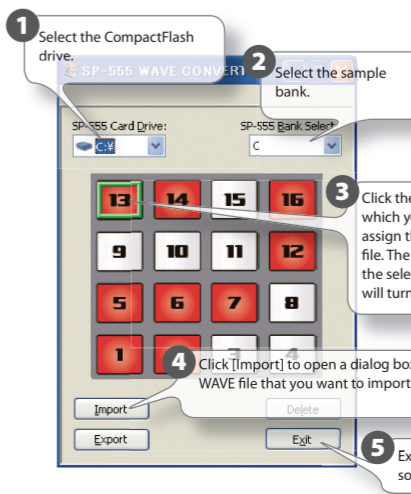 1
Select the CompactFlash
drive.
SP-555 WAVE CONVERT
2
Select the sample
bank.
SP-555 Card Drive:
SP-555 Bank Select
C:¥
C
3
Click the
which you
assign th
file. The
the selec
will turn
13 14 15 16
9 10 11 12
5 6 7 8
1 3 4
4
Click [Import] to open a dialog box
WAVE file that you want to import
Import
Delete
Export
Exit
5
Ex
so